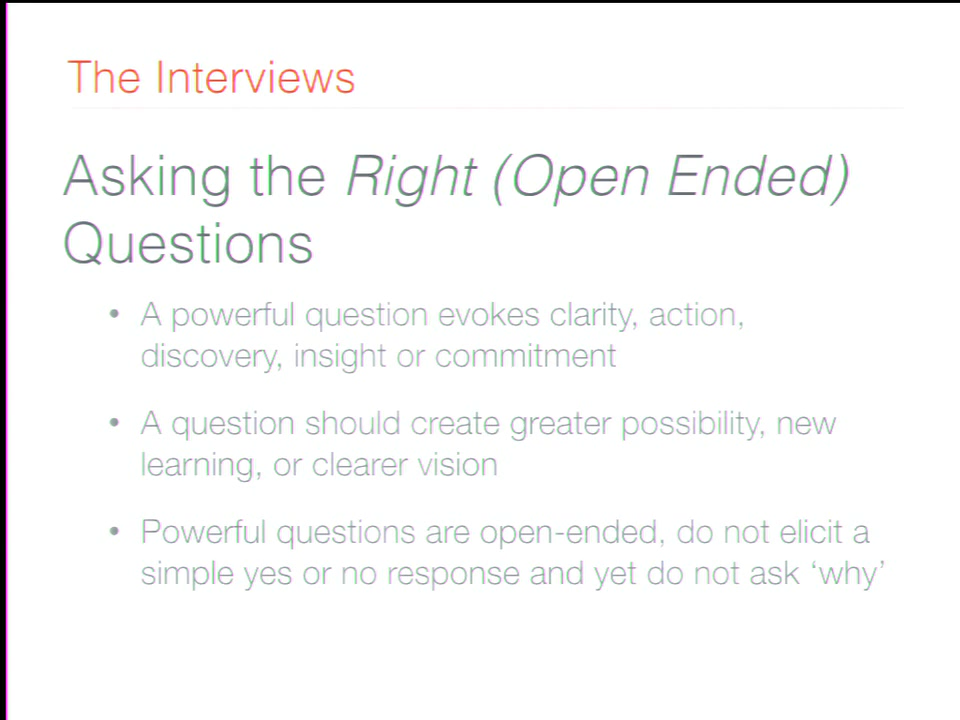 The Interviews
Asking the Right (Open Ended)
Questions
• A powerful question evokes clarity, action,
discovery, insight or commitment
• A question should create greater possibility, new
learning, or clearer vision
• Powerful questions are open-ended, do not elicit a
simple yes or no response and yet do not ask ‘why’